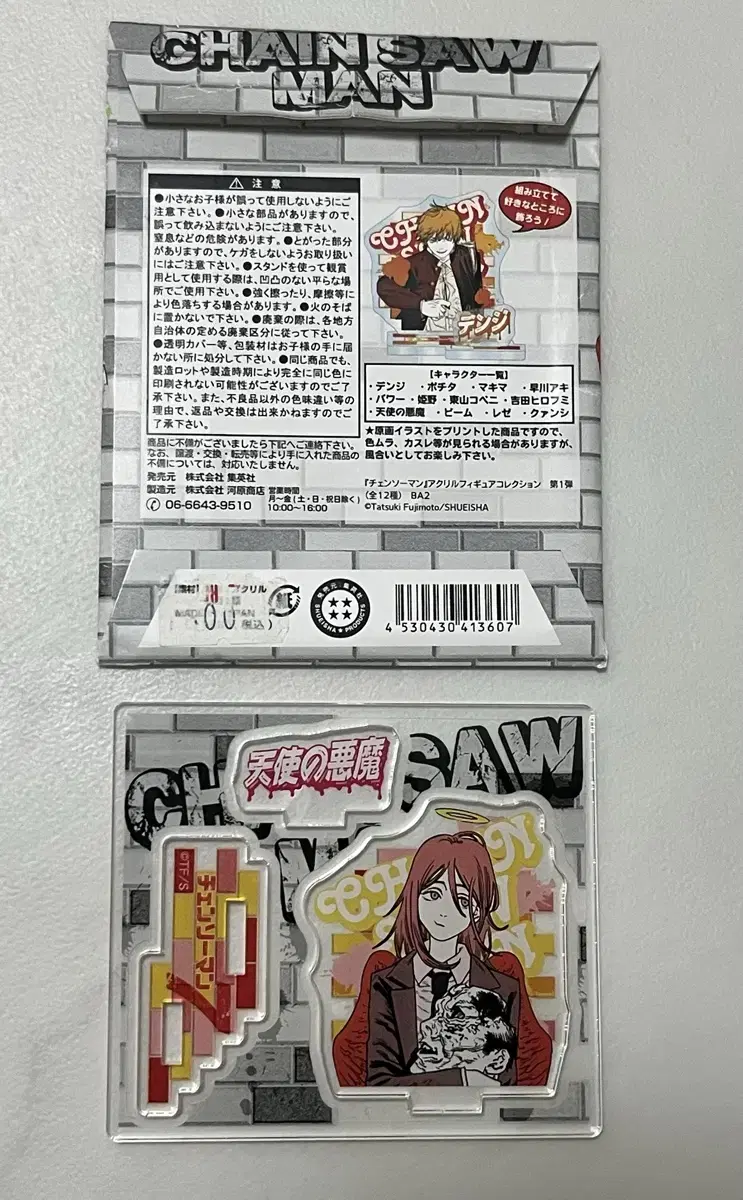 CHAIN SAW
MAN
⚠ 注意
●小さなお子様が誤って使用しないようにご
注意下さい。●小さな部品がありますので、
誤って飲み込まないようにご注意下さい。
窒息などの危険があります。●とがった部分
がありますので、ケガをしないようお取り扱い
にはご注意下さい。●スタンドを使って観賞
用として使用する際は、凹凸のない平らな場
所でご使用下さい。●強く擦ったり、摩擦等に
より色落ちする場合があります。●火のそば
に置かないで下さい。●廃棄の際は、各地方
自治体の定める廃棄区分に従って下さい。
●透明カバー等、包装材はお子様の手に届
かない所に処分して下さい。●同じ商品でも、
製造ロットや製造時期により完全に同じ色に
印刷されない可能性がございますのでご了
承下さい。また、不良品以外の色味違い等の
理由で、返品や交換は出来かねますのでご
了承下さい。
商品に不備がございましたら下記へご連絡下さい。
なお、譲渡・交換・転売等により手に入れた商品の
不備については、対応いたしません。
発売元 株式会社 集英社
製造元 株式会社 河原商店
営業時間
月〜金(土・日・祝日除く)
✆ 06-6643-9510 10:00〜16:00
組み立てて
好きなところに
飾ろう!
テンジ
【キャラクター一覧】
・デンジ ・ポチタ ・マキマ ・早川アキ
・パワー ・姫野 ・東山コベニ ・吉田ヒロフミ
・天使の悪魔 ・ビーム ・レゼ ・クァンシ
★原画イラストをプリントした商品ですので、
色ムラ、カスレ等が見られる場合がありますが、
風合いとしてお楽しみ下さい。
『チェンソーマン』アクリルフィギュアコレクション 第1弾
(全12種) BA2
©Tatsuki Fujimoto/SHUEISHA
クリル
税込)
発売元・集英社
SHUEISHA PRODUCTS
4 530430 413607
天使の悪魔
SAW
©TF/S
チェンソーマン